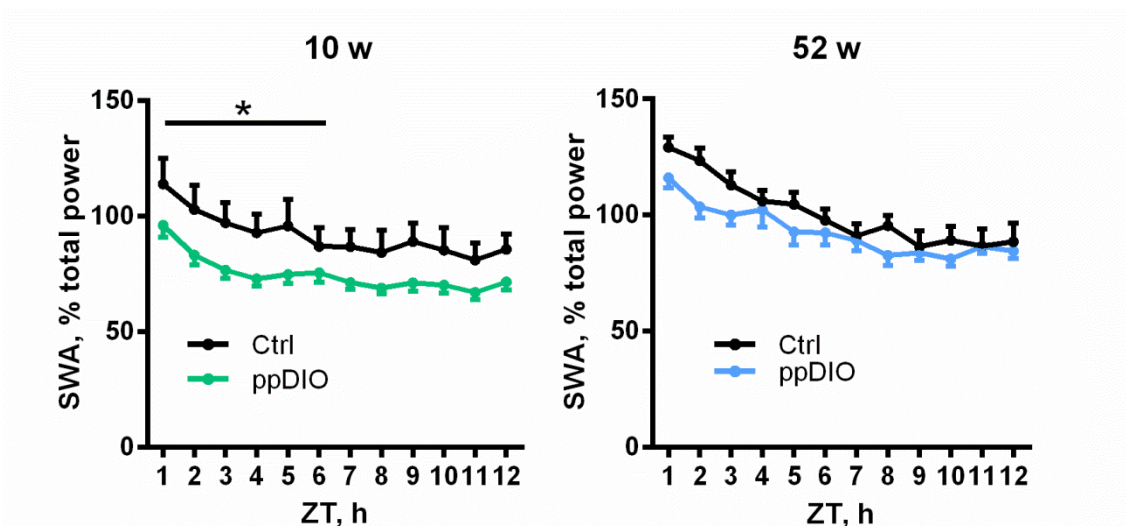 10 w
*
SWA, % total power
150
100
50
0
Ctrl
ppDIO
1 2 3 4 5 6 7 8 9 10 11 12
ZT, h
52 w
SWA, % total power
150
100
50
0
Ctrl
ppDIO
1 2 3 4 5 6 7 8 9 10 11 12
ZT, h